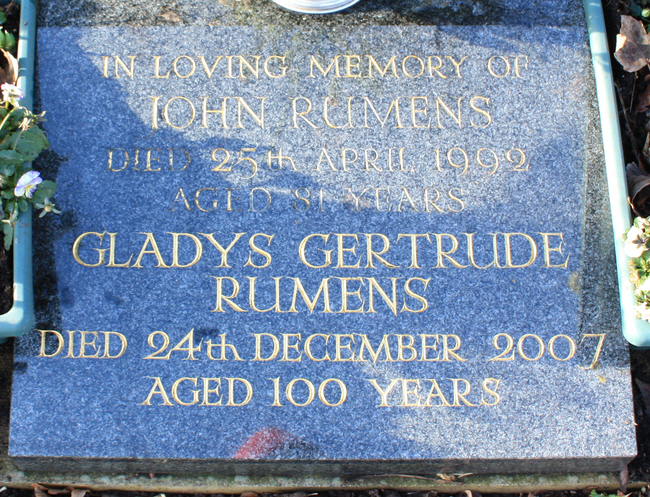 IN LOVING MEMORY OF
JOHN RUMENS
DIED 25th APRIL 1992
AGED 81 YEARS
GLADYS GERTRUDE
RUMENS
DIED 24th DECEMBER 2007
AGED 100 YEARS